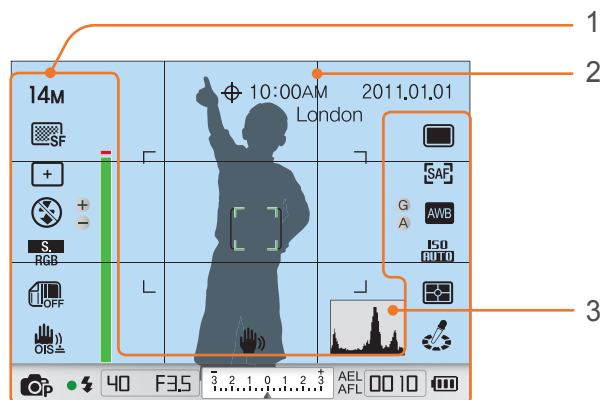 1
2
3
14M
10:00AM 2011.01.01
London
SF
SAF
+
-
G
A
AWB
S.
RGB
ISO
AUTO
OFF
OIS
P
40 F3.5
3 2 1 0 1 2 3
- +
AEL
AFL
0010